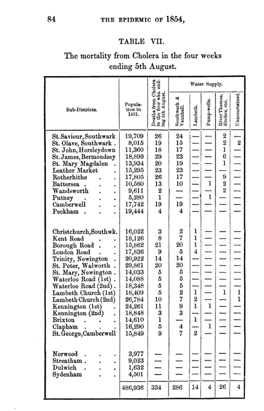 84 THE EPIDEMIC OF 1854,
TABLE VII.
The mortality from Cholera in the four weeks
ending 5th August.
Sub-Districts. Popula-tion in 1851. Deaths from Cholera in the four wks. end-ing 5th August. Water Supply.
Southwark & Vauxhall. Lambeth. Pump-wells. River Thames, ditches, etc. Unascertained.
St. Saviour, Southwark 19,709 26 24 — — 2 —
St. Olave, Southwark . 8,015 19 15 — — 2 2
St. John, Horsleydown 11,360 18 17 — — 1 —
St. James, Bermondsey 18,899 29 23 — — 6 —
St. Mary Magdalen . 13,934 20 19 — — 1 —
Leather Market . 15,295 23 23 — — — —
Rotherhithe . . 17,805 26 17 — — 9 —
Battersea . . 10,560 13 10 — 1 2 —
Wandsworth . . 9,611 2 — — — 2 —
Putney . . . 5,280 1 — — 1 — —
Camberwell . . 17,742 19 19 — — — —
Peckham . . . 19,444 4 4 — — — —
Christchurch, Southwk. 16,022 3 2 1 — — —
Kent Road . . 18,126 8 7 1 — — —
Borough Road . . 15,862 21 20 1 — — —
London Road . . 17,836 9 5 4 — — —
Trinity, Newington . 20,922 14 14 — — — —
St. Peter, Walworth . 29,861 20 20 — — — —
St. Mary, Newington . 14,033 5 5 — — — —
Waterloo Road (1st) . 14,088 5 5 — — — —
Waterloo Road (2nd) . 18,348 5 5 — — — —
Lambeth Church (1st) 18,409 5 2 1 — 1 1
Lambeth Church (2nd) 26,784 10 7 2 — — 1
Kennington (1st) . 24,261 11 9 1 1 — —
Kennington (2nd) . 18,848 3 3 — — — —
Brixton . . . 14,610 1 — 1 — — —
Clapham . . . 16,290 5 4 — 1 — —
St. George, Camberwell 15,849 9 7 2 — — —
Norwood . . . 3,977 — — — — — —
Streatham . . . 9,023 — — — — — —
Dulwich . . . 1,632 — — — — — —
Sydenham . . 4,501 — — — — — —
486,936 334 286 14 4 26 4